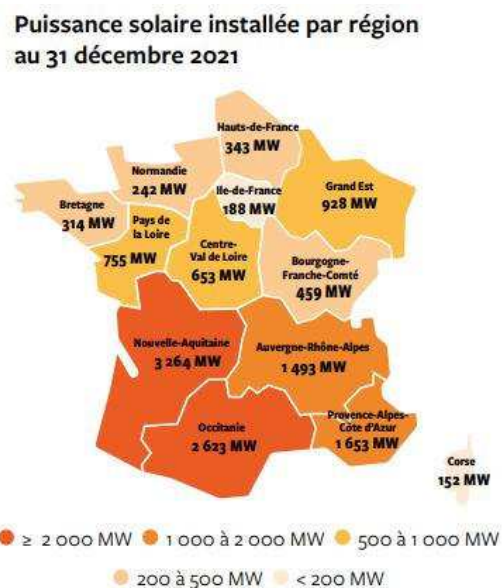 Puissance solaire installée par région
au 31 décembre 2021
Hauts-de-France
343 MW
Normandie
242 MW
Ile-de-France
188 MW
Grand Est
928 MW
Bretagne
314 MW
Pays de
la Loire
755 MW
Centre-
Val de Loire
653 MW
Bourgogne-
Franche-Comté
459 MW
Nouvelle-Aquitaine
3 264 MW
Auvergne-Rhône-Alpes
1 493 MW
Occitanie
2 623 MW
Provence-Alpes-
Côte d'Azur
1 653 MW
Corse
152 MW
≥ 2 000 MW 1 000 à 2 000 MW 500 à 1 000 MW
200 à 500 MW < 200 MW